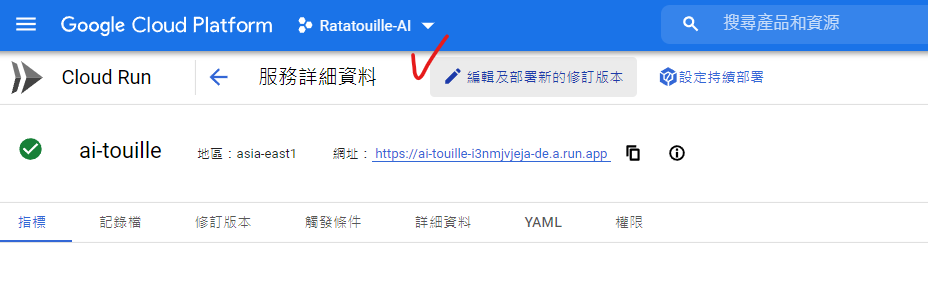 Google Cloud Platform Ratatouille-AI 搜尋產品和資源
Cloud Run 服務詳細資料 編輯及部署新的修訂版本 設定持續部署
ai-touille 地區：asia-east1 網址： https://ai-touille-i3nmjvjeja-de.a.run.app
指標 記錄檔 修訂版本 觸發條件 詳細資料 YAML 權限